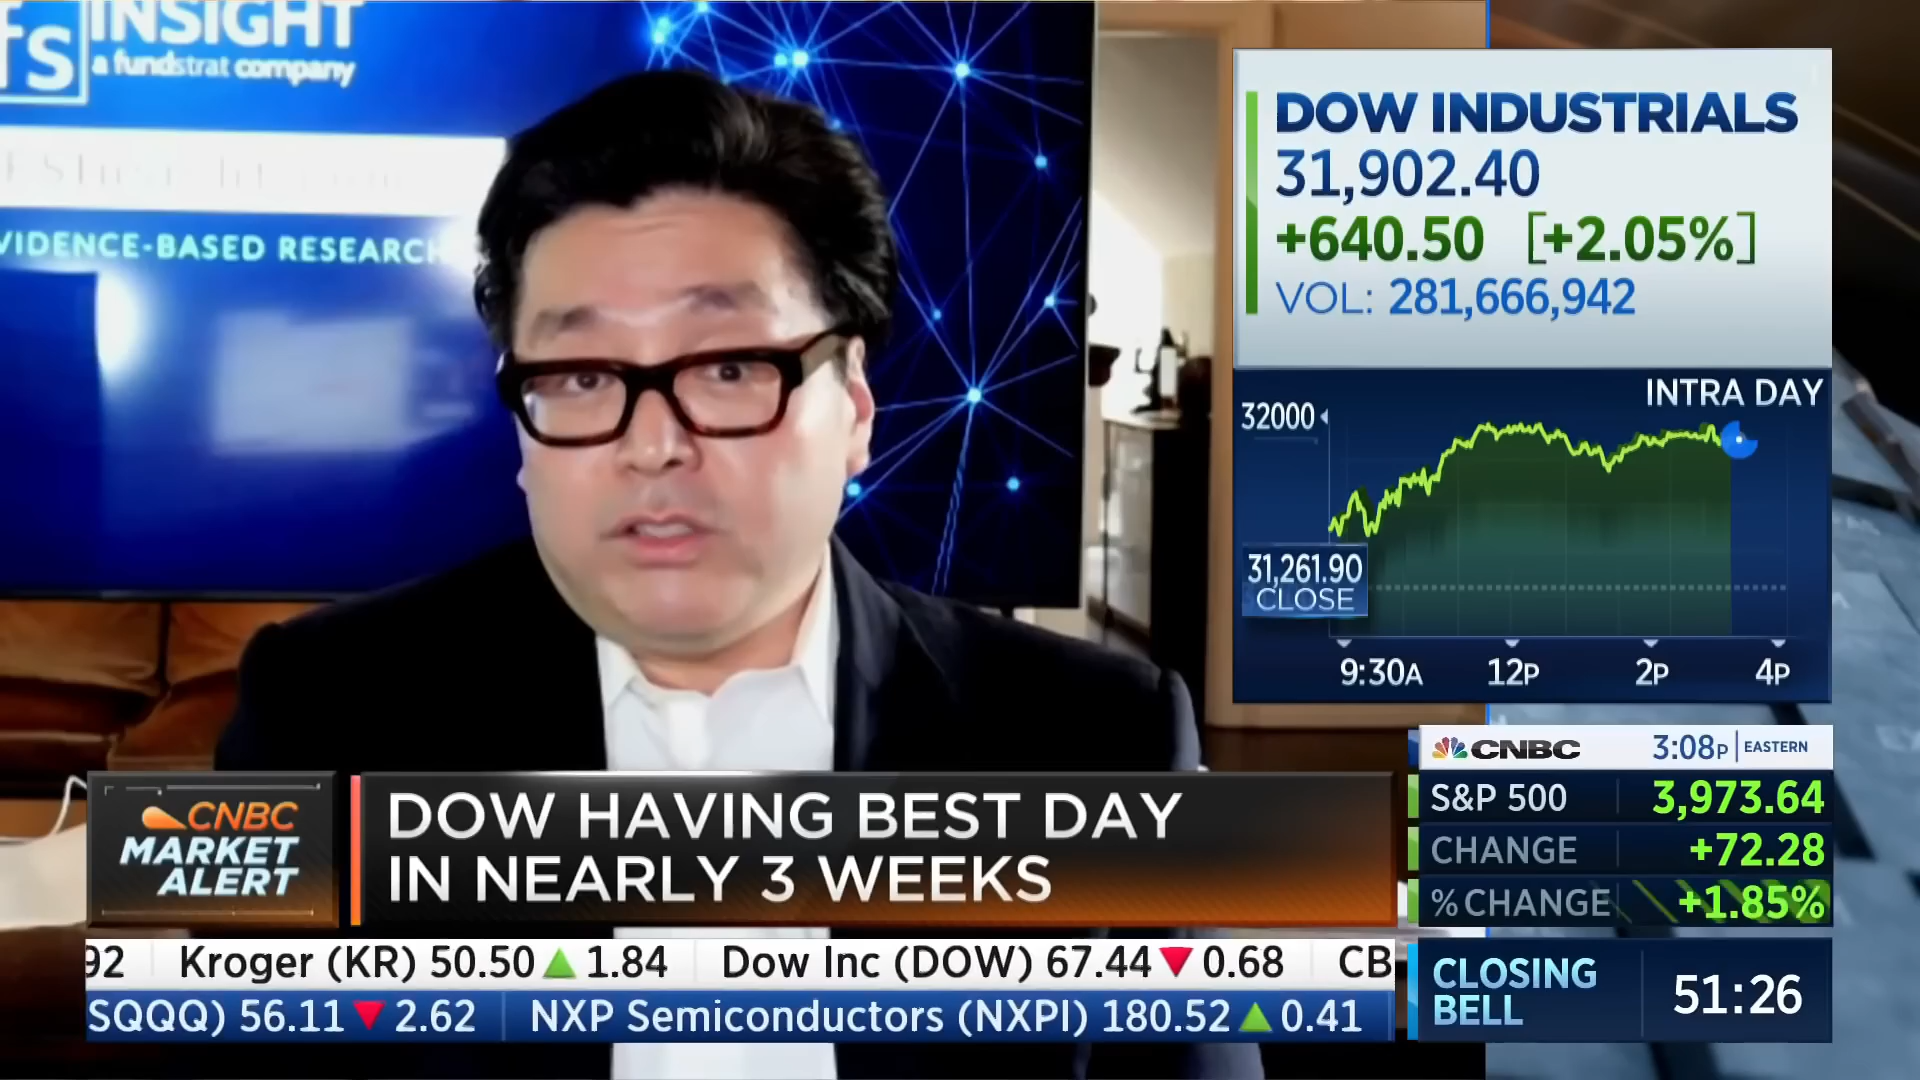 fs INSIGHT
a fundstrat company
VIDENCE-BASED RESEARCH
DOW INDUSTRIALS
31,902.40
+640.50 [+2.05%]
VOL: 281,666,942
INTRA DAY
32000
31,261.90
CLOSE
9:30A 12P 2P 4P
CNBC 3:08P EASTERN
S&P 500 3,973.64
CHANGE +72.28
% CHANGE +1.85%
CLOSING
BELL
51:26
CNBC
MARKET
ALERT
DOW HAVING BEST DAY
IN NEARLY 3 WEEKS
92 Kroger (KR) 50.50 ▲ 1.84 Dow Inc (DOW) 67.44 ▼ 0.68 CB
SQQQ) 56.11 ▼ 2.62 NXP Semiconductors (NXPI) 180.52 ▲ 0.41